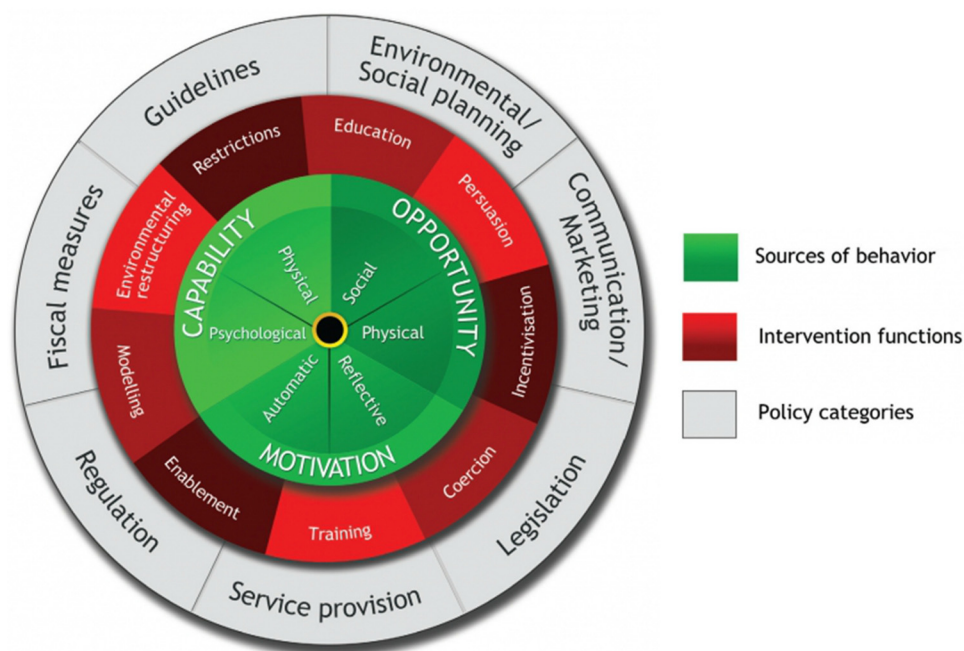 Guidelines
Environmental/
Social planning
Communication/
Marketing
Legislation
Service provision
Regulation
Fiscal measures
Restrictions
Education
Persuasion
Incentivisation
Coercion
Training
Enablement
Modelling
Environmental
restructuring
CAPABILITY
OPPORTUNITY
MOTIVATION
Physical
Social
Psychological
Physical
Automatic
Reflective
Sources of behavior
Intervention functions
Policy categories